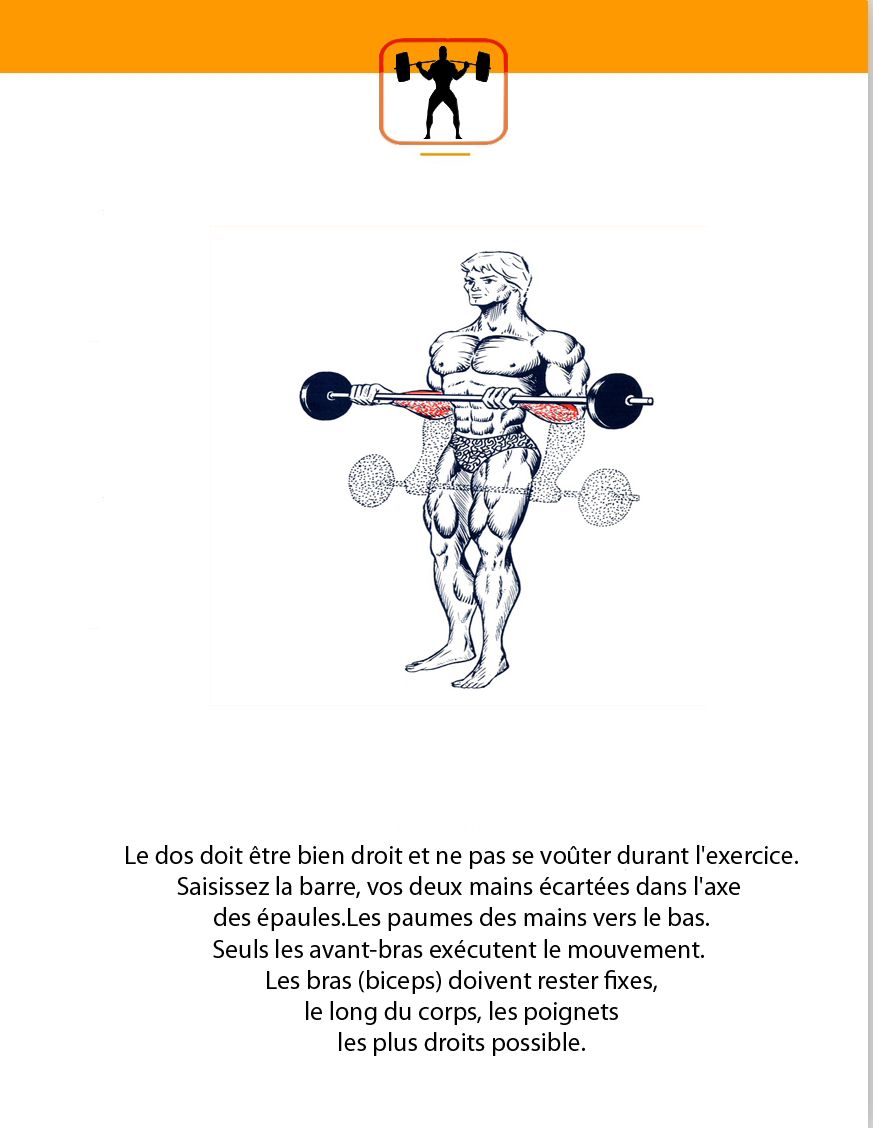 Le dos doit être bien droit et ne pas se voûter durant l'exercice.
Saisissez la barre, vos deux mains écartées dans l'axe
des épaules.Les paumes des mains vers le bas.
Seuls les avant-bras exécutent le mouvement.
Les bras (biceps) doivent rester fixes,
le long du corps, les poignets
les plus droits possible.